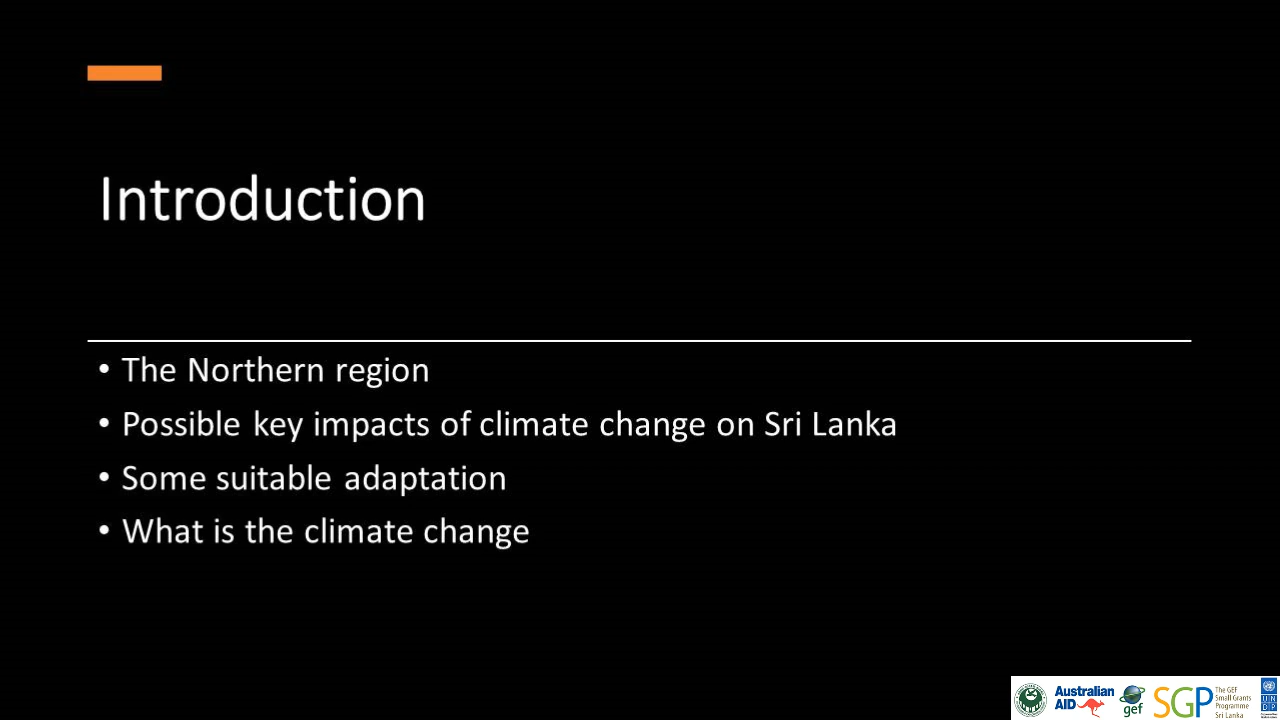 Introduction
• The Northern region
• Possible key impacts of climate change on Sri Lanka
• Some suitable adaptation
• What is the climate change
Australian
AID
gef
SGP
The GEF
Small Grants
Programme
Sri Lanka
U N
D P